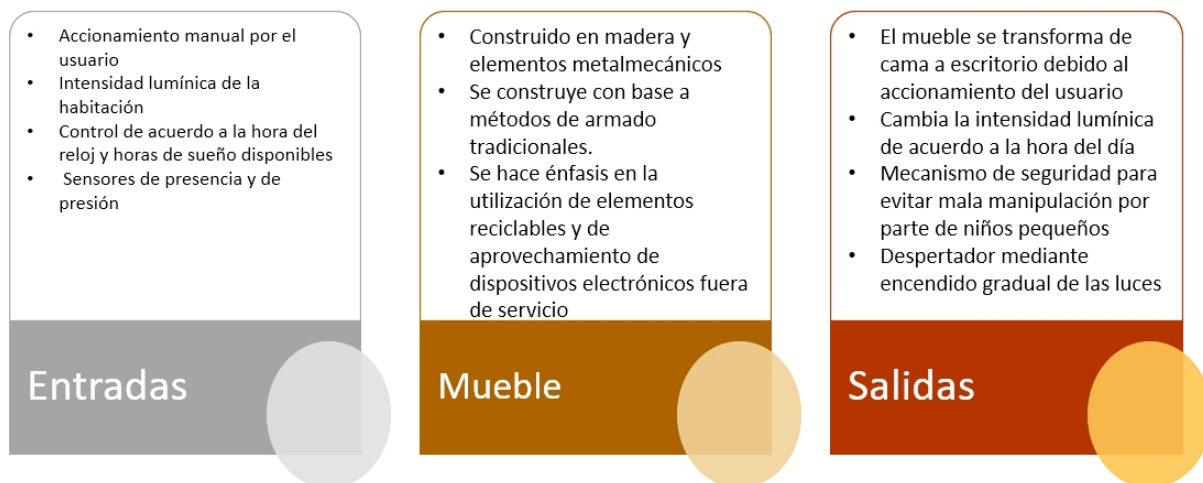 • Accionamiento manual por el
usuario
• Intensidad lumínica de la
habitación
• Control de acuerdo a la hora del
reloj y horas de sueño disponibles
• Sensores de presencia y de
presión
Entradas
• Construido en madera y
elementos metalmecánicos
• Se construye con base a
métodos de armado
tradicionales.
• Se hace énfasis en la
utilización de elementos
reciclables y de
aprovechamiento de
dispositivos electrónicos fuera
de servicio
Mueble
• El mueble se transforma de
cama a escritorio debido al
accionamiento del usuario
• Cambia la intensidad lumínica
de acuerdo a la hora del día
• Mecanismo de seguridad para
evitar mala manipulación por
parte de niños pequeños
• Despertador mediante
encendido gradual de las luces
Salidas